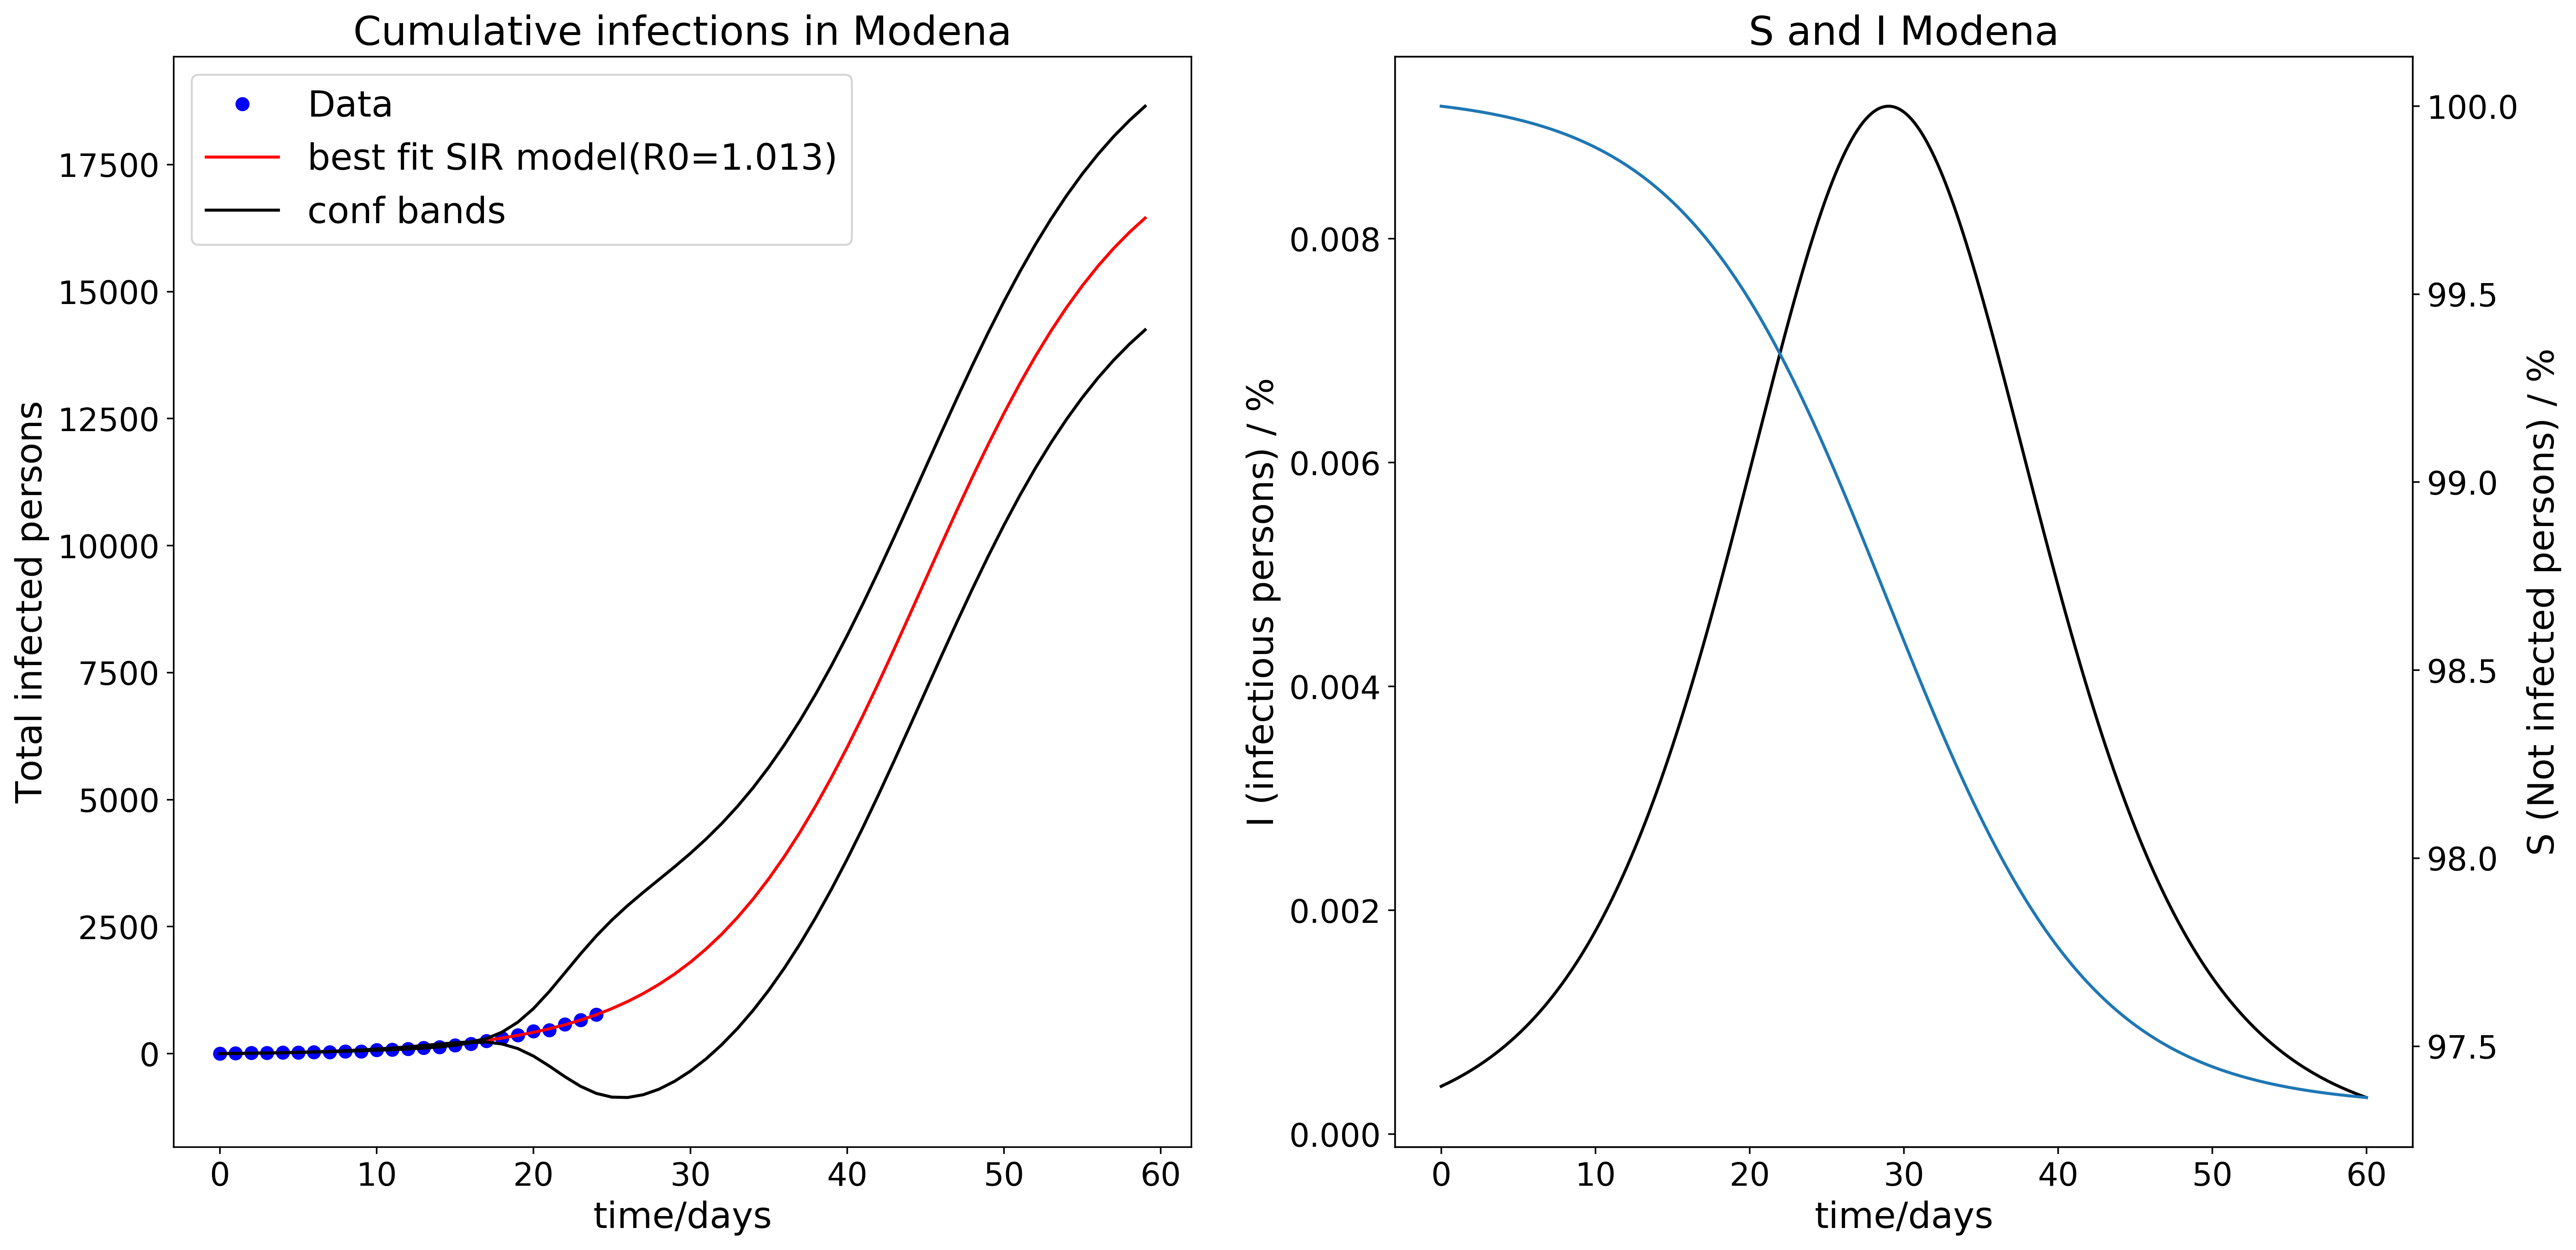 Cumulative infections in Modena
Data
best fit SIR model(R0=1.013)
conf bands
Total infected persons
17500
15000
12500
10000
7500
5000
2500
0
0 10 20 30 40 50 60
time/days
S and I Modena
I (infectious persons) / %
0.008
0.006
0.004
0.002
0.000
100.0
99.5
99.0
98.5
98.0
97.5
S (Not infected persons) / %
0 10 20 30 40 50 60
time/days